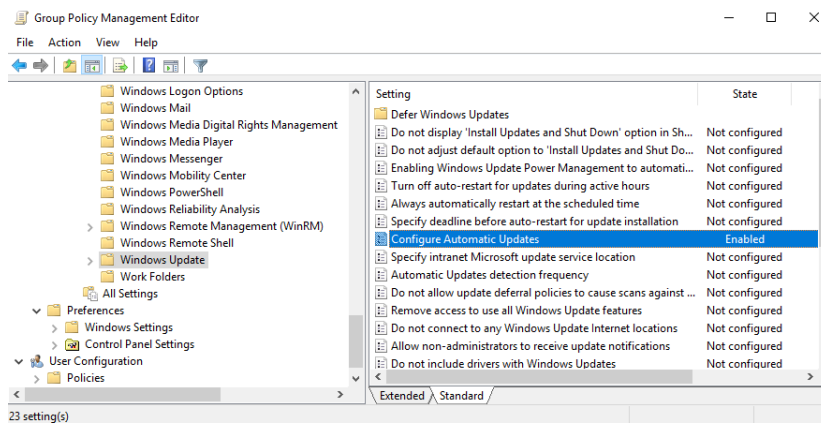 Group Policy Management Editor
File Action View Help
Windows Logon Options
Windows Mail
Windows Media Digital Rights Management
Windows Media Player
Windows Messenger
Windows Mobility Center
Windows PowerShell
Windows Reliability Analysis
Windows Remote Management (WinRM)
Windows Remote Shell
Windows Update
Work Folders
All Settings
Preferences
Windows Settings
Control Panel Settings
User Configuration
Policies
Setting State
Defer Windows Updates
Do not display 'Install Updates and Shut Down' option in Sh... Not configured
Do not adjust default option to 'Install Updates and Shut Do... Not configured
Enabling Windows Update Power Management to automati... Not configured
Turn off auto-restart for updates during active hours Not configured
Always automatically restart at the scheduled time Not configured
Specify deadline before auto-restart for update installation Not configured
Configure Automatic Updates Enabled
Specify intranet Microsoft update service location Not configured
Automatic Updates detection frequency Not configured
Do not allow update deferral policies to cause scans against ... Not configured
Remove access to use all Windows Update features Not configured
Do not connect to any Windows Update Internet locations Not configured
Allow non-administrators to receive update notifications Not configured
Do not include drivers with Windows Updates Not configured
Extended Standard
23 setting(s)